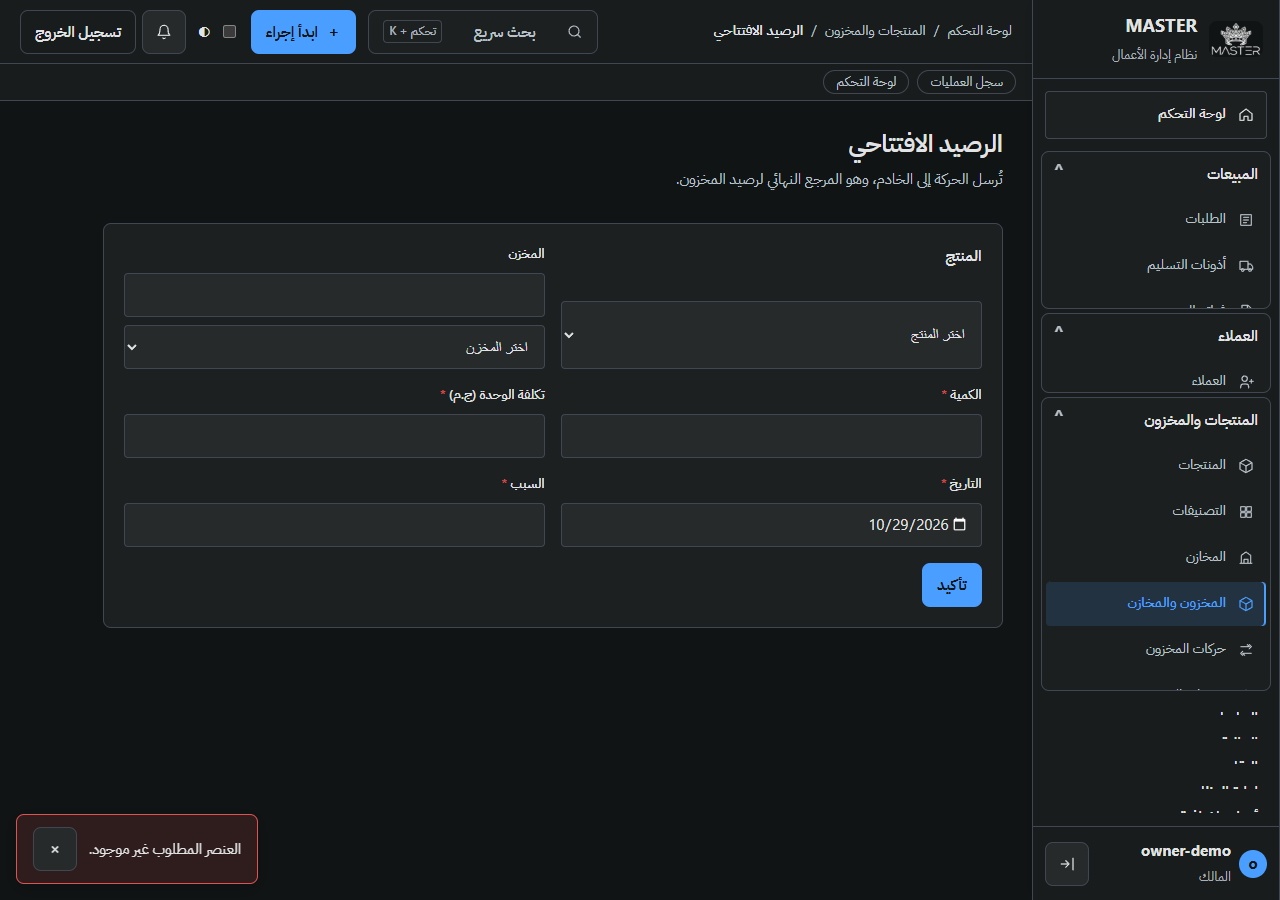 MASTER
MASTER
نظام إدارة الأعمال
لوحة التحكم / المنتجات والمخزون / الرصيد الافتتاحي
بحث سريع
تحكم + K
+ ابدأ إجراء
تسجيل الخروج
سجل العمليات
لوحة التحكم
لوحة التحكم
المبيعات
^
الطلبات
أذونات التسليم
العملاء
^
العملاء
المنتجات والمخزون
^
المنتجات
التصنيفات
المخازن
المخزون والمخازن
حركات المخزون
o
owner-demo
المالك
الرصيد الافتتاحي
تُرسل الحركة إلى الخادم، وهو المرجع النهائي لرصيد المخزون.
المنتج
اختر المنتج
المخزن
اختر المخزن
الكمية *
تكلفة الوحدة (ج.م) *
التاريخ *
10/29/2026
السبب *
تأكيد
العنصر المطلوب غير موجود.
×